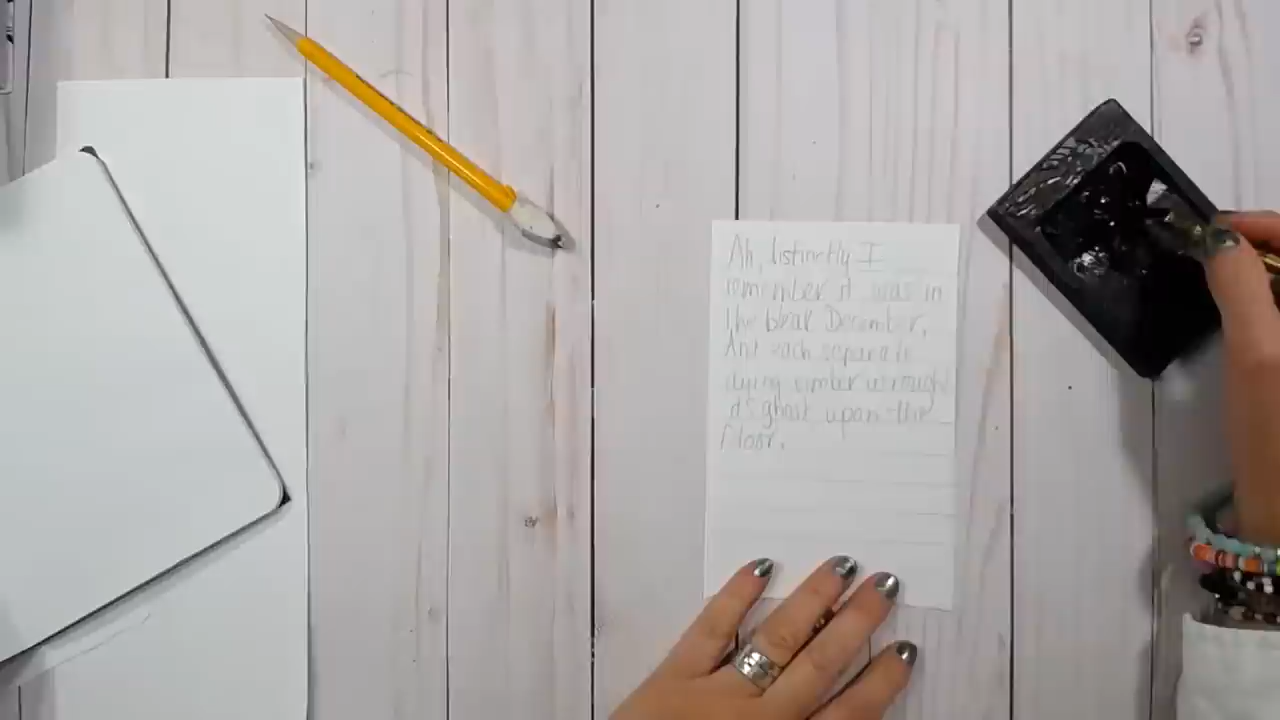 Ah, distinctly I
remember it was in
the bleak December,
And each separate
dying ember wrought
its ghost upon the
floor.